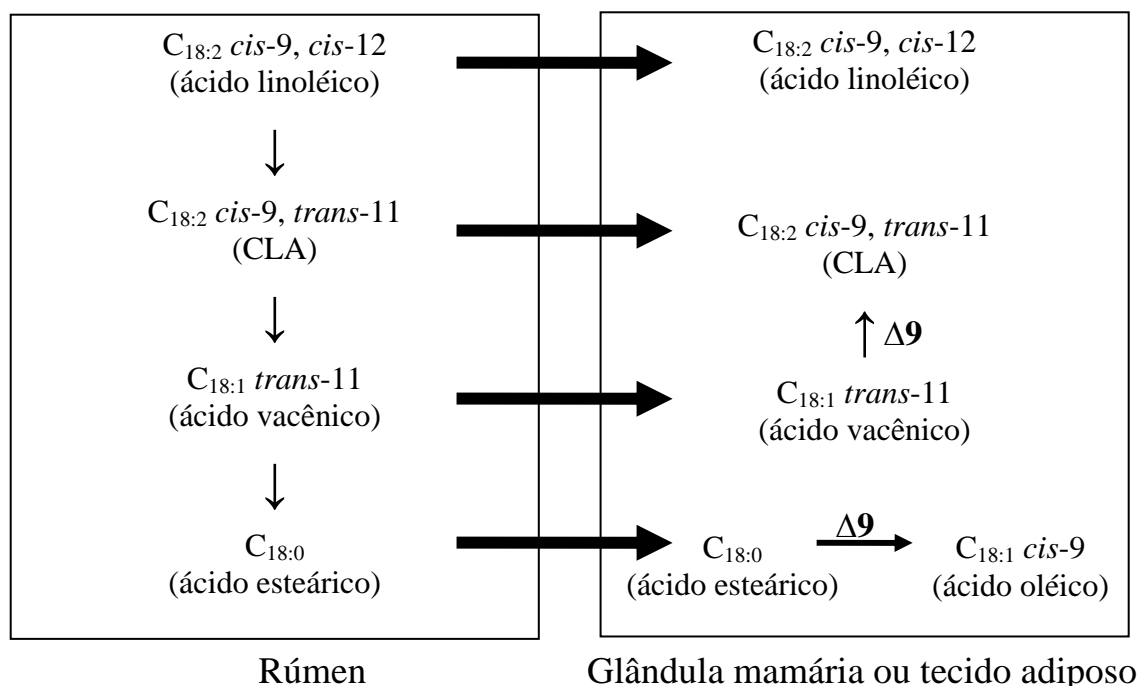 C18:2 cis-9, cis-12
(ácido linoléico)
C18:2 cis-9, trans-11
(CLA)
C18:1 trans-11
(ácido vacênico)
C18:0
(ácido esteárico)
Rúmen
C18:2 cis-9, cis-12
(ácido linoléico)
C18:2 cis-9, trans-11
(CLA)
Δ9
C18:1 trans-11
(ácido vacênico)
C18:0
(ácido esteárico)
Δ9
C18:1 cis-9
(ácido oléico)
Glândula mamária ou tecido adiposo